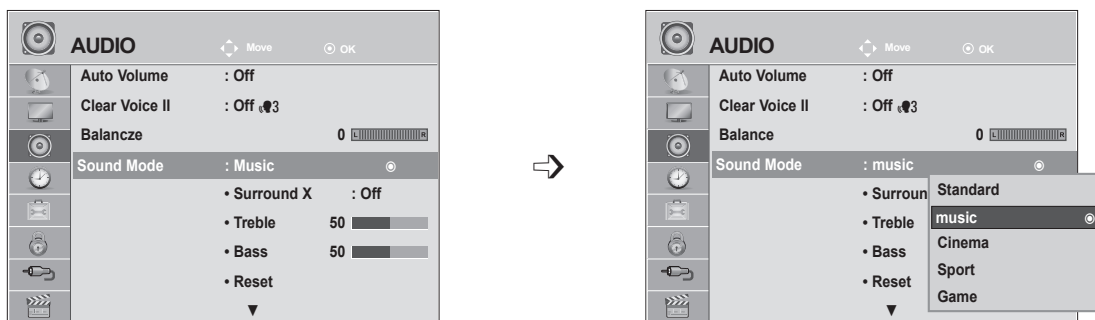 AUDIO
Move
OK
Auto Volume : Off
Clear Voice II : Off 3
Balancze 0 L R
Sound Mode : Music
• Surround X : Off
• Treble 50
• Bass 50
• Reset
▼
AUDIO
Move
OK
Auto Volume : Off
Clear Voice II : Off 3
Balance 0 L R
Sound Mode : music
• Surroun
• Treble
• Bass
• Reset
▼
Standard
music
Cinema
Sport
Game